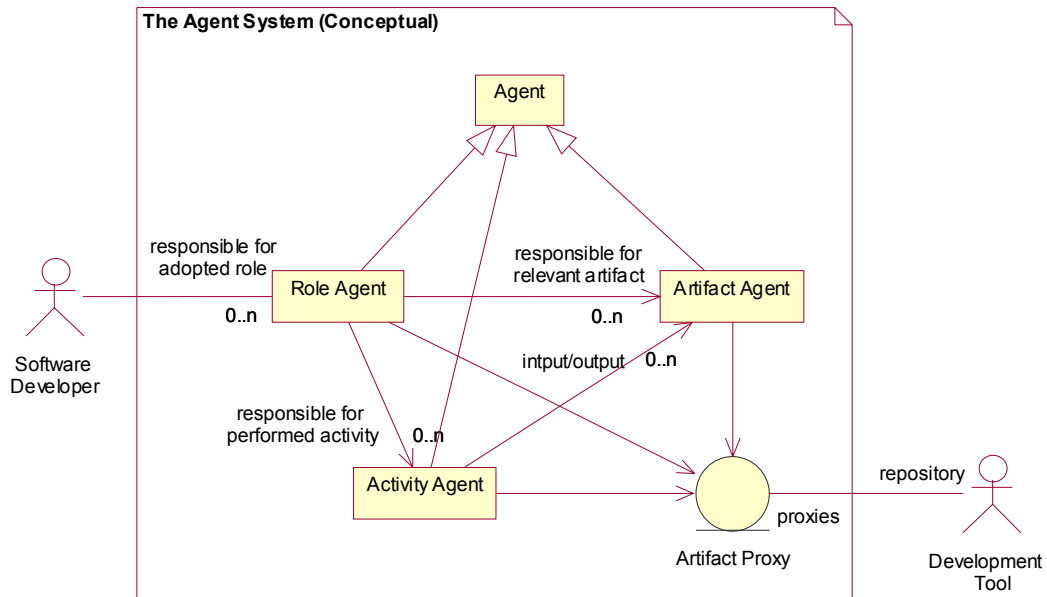 The Agent System (Conceptual)
Agent
responsible for
adopted role
responsible for
relevant artifact
Role Agent
Artifact Agent
0..n
0..n
Software
Developer
intput/output
0..n
responsible for
performed activity
0..n
Activity Agent
repository
proxies
Artifact Proxy
Development
Tool